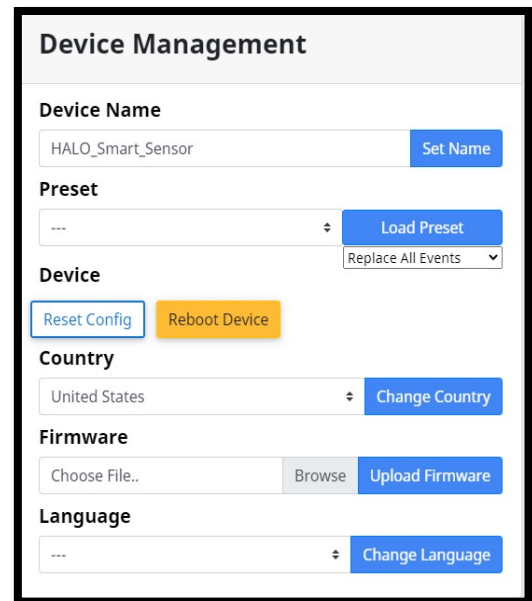 Device Management
Device Name
HALO_Smart_Sensor Set Name
Preset
--- Load Preset
Replace All Events
Device
Reset Config Reboot Device
Country
United States Change Country
Firmware
Choose File.. Browse Upload Firmware
Language
--- Change Language